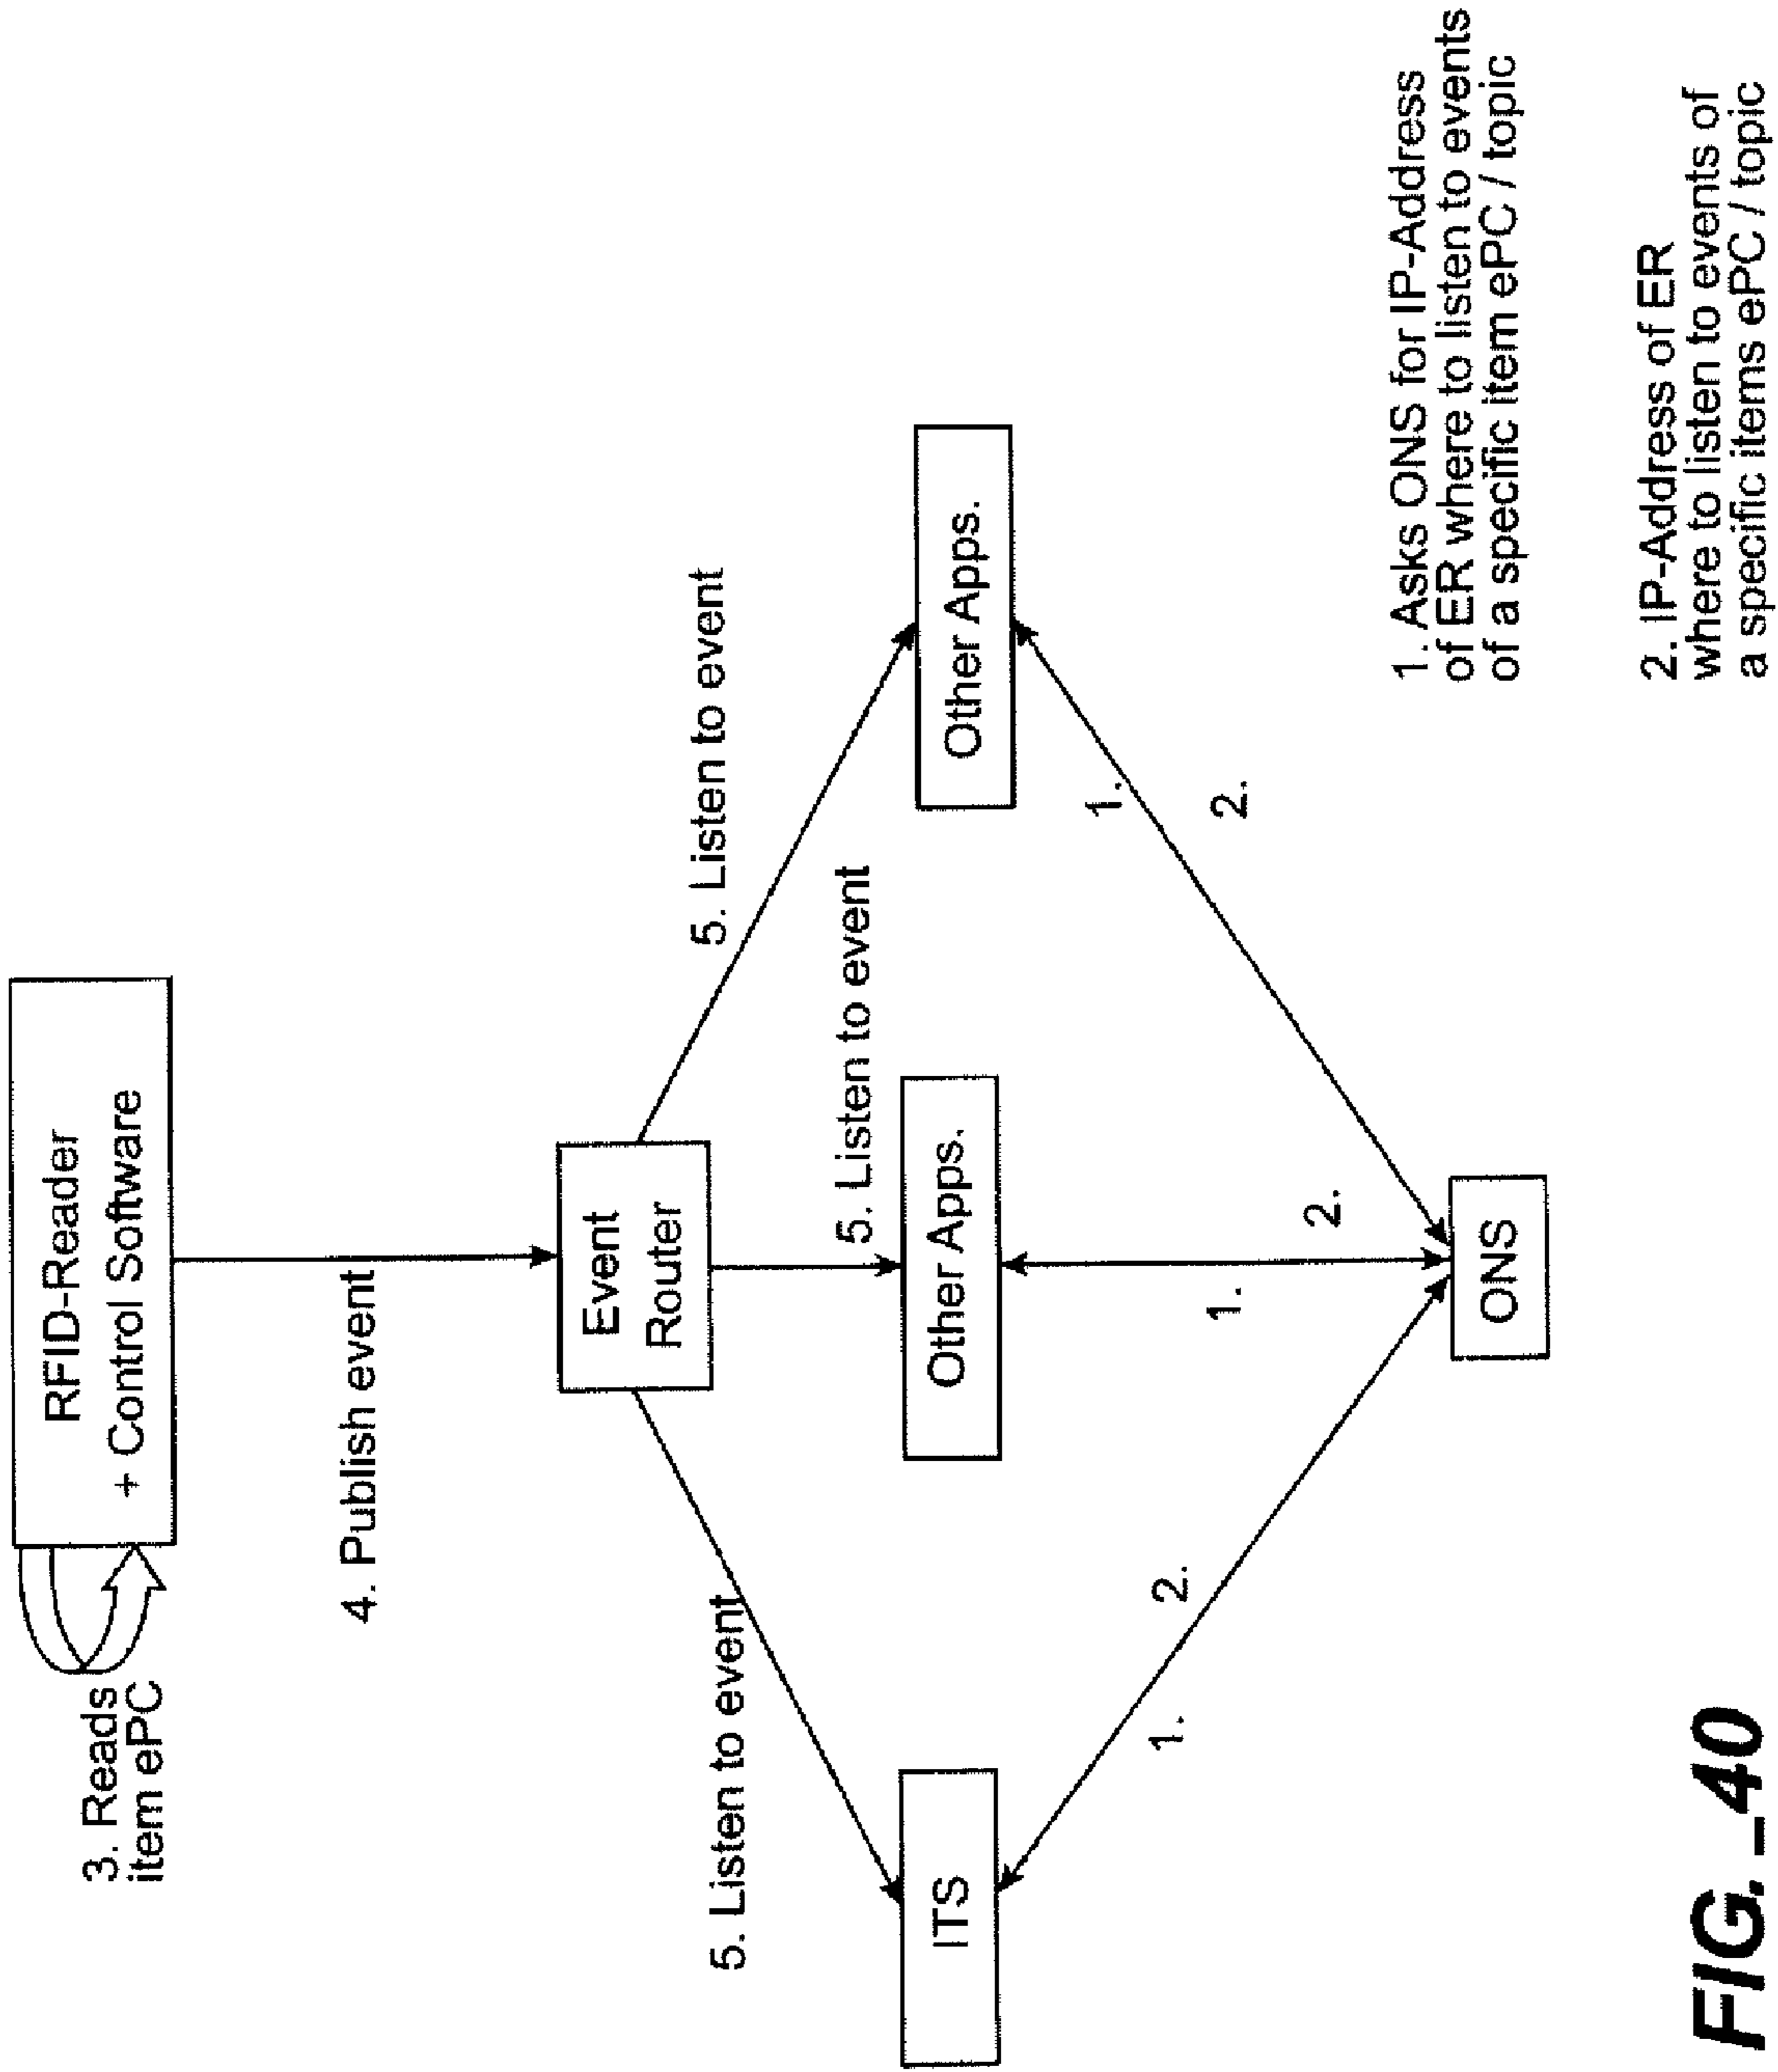 RFID-Reader
+ Control Software
3. Reads
item ePC
4. Publish event
Event
Router
5. Listen to event
5. Listen to event
5. Listen to event
ITS
Other Apps.
Other Apps.
1.
2.
1.
2.
1.
2.
ONS
1. Asks ONS for IP-Address
of ER where to listen to events
of a specific item ePC / topic
2. IP-Address of ER
where to listen to events of
a specific items ePC / topic
FIG._40